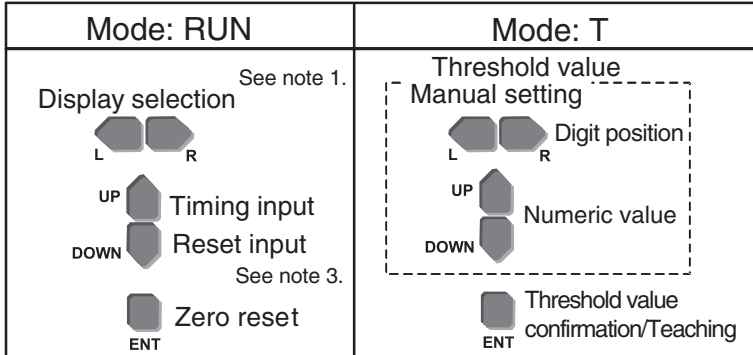 Mode: RUN
See note 1.
Display selection
L R
UP Timing input
DOWN Reset input
See note 3.
Zero reset
ENT
Mode: T
Threshold value
Manual setting
Digit position
L R
UP
Numeric value
DOWN
Threshold value
confirmation/Teaching
ENT